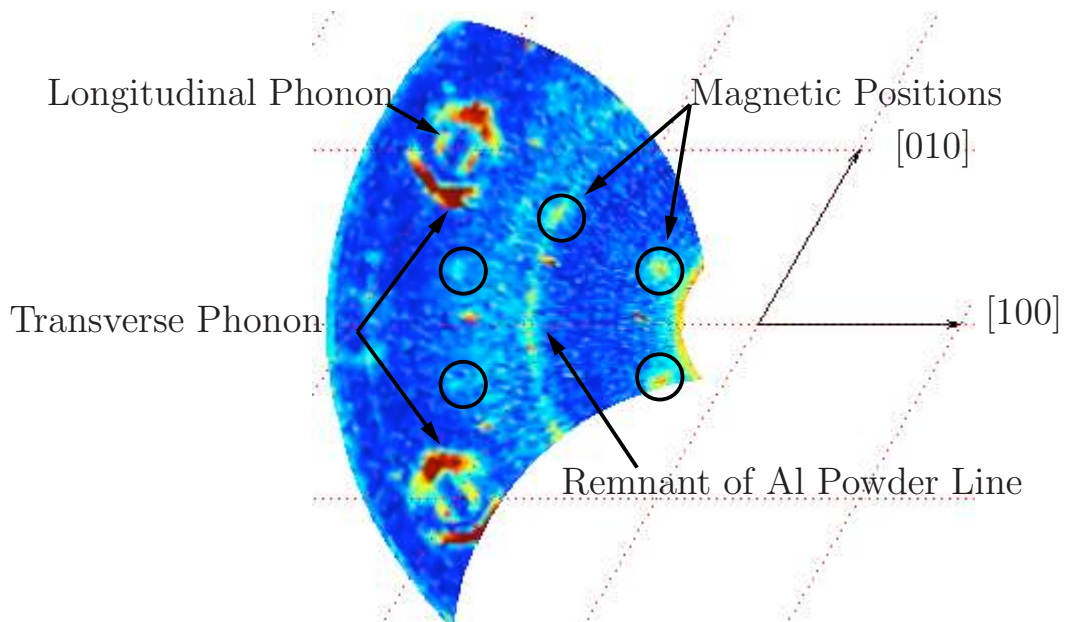 Longitudinal Phonon
Magnetic Positions
[010]
[100]
Transverse Phonon
Remnant of Al Powder Line